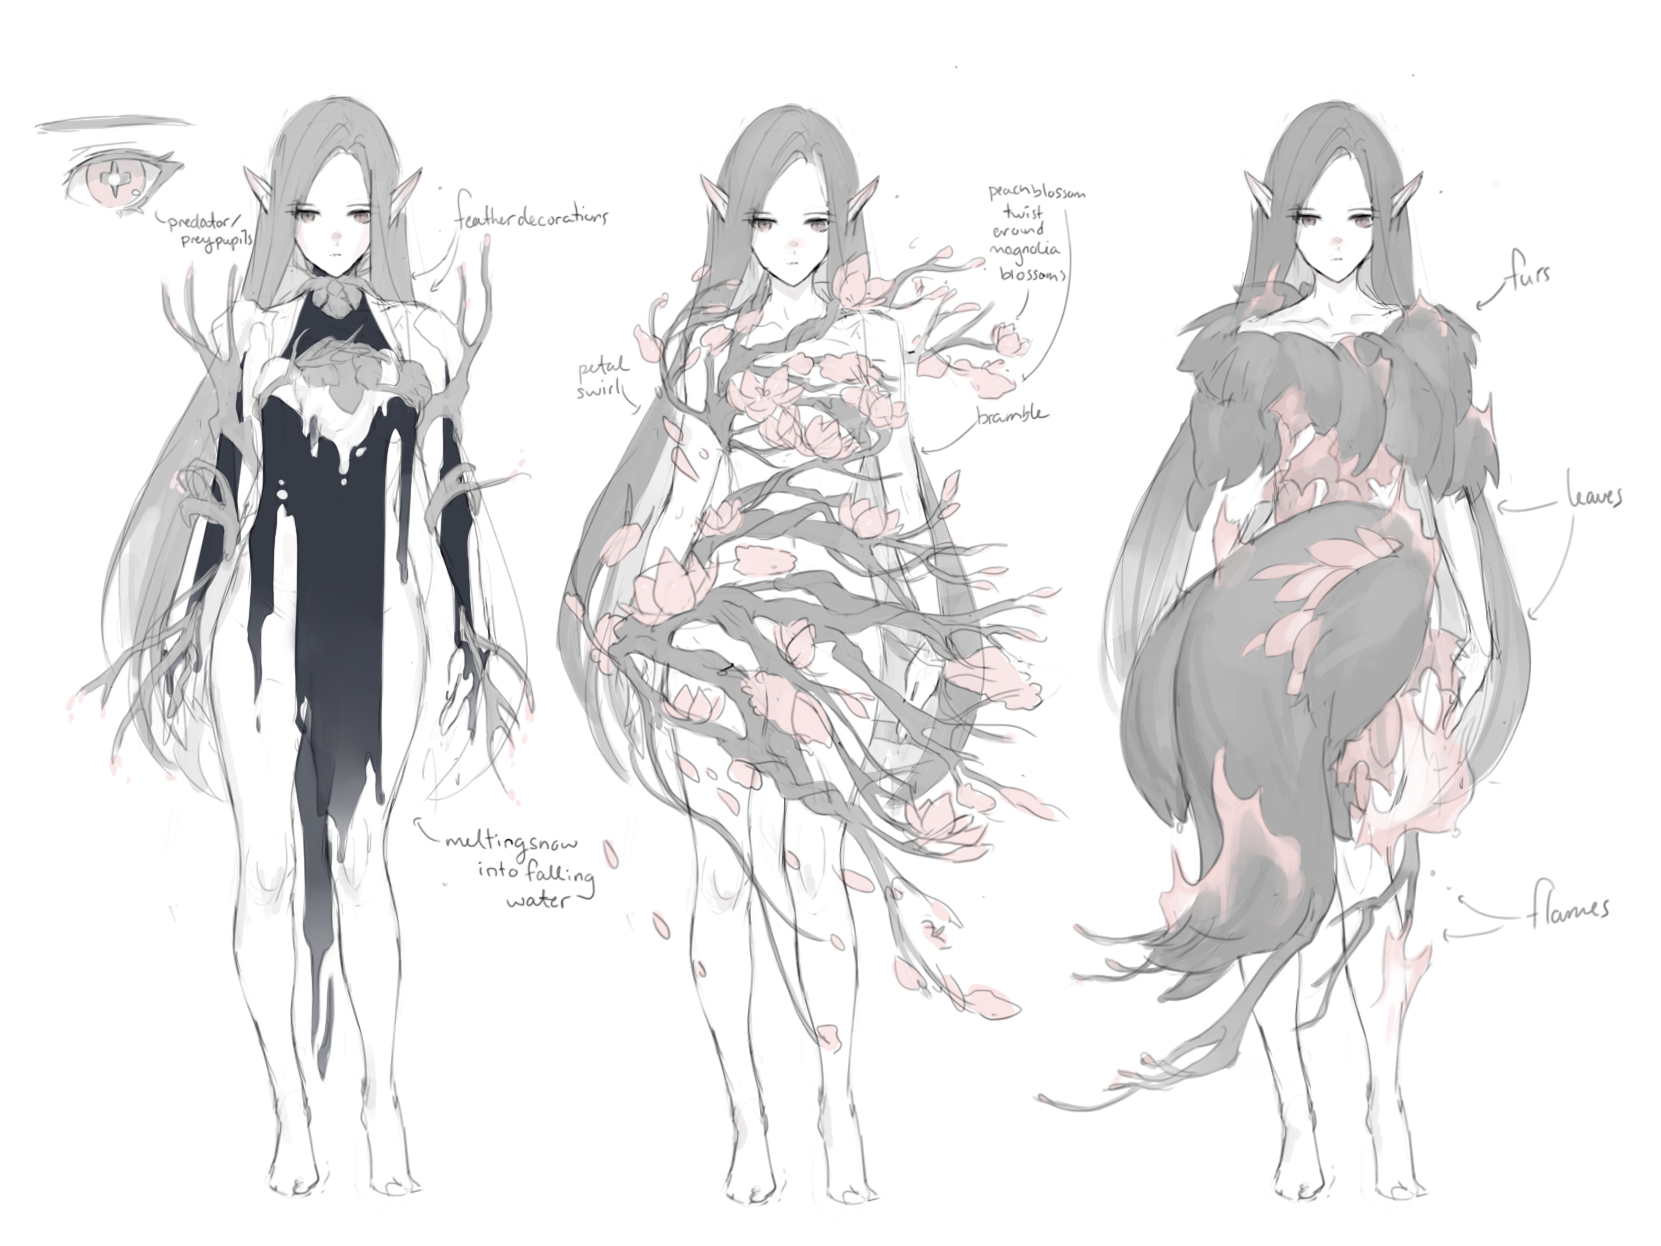 predator/
prey pupils
feather decorations
melting snow
into falling
water
petal
swirl
peach blossom
twist
around
magnolia
blossoms
bramble
furs
leaves
flames